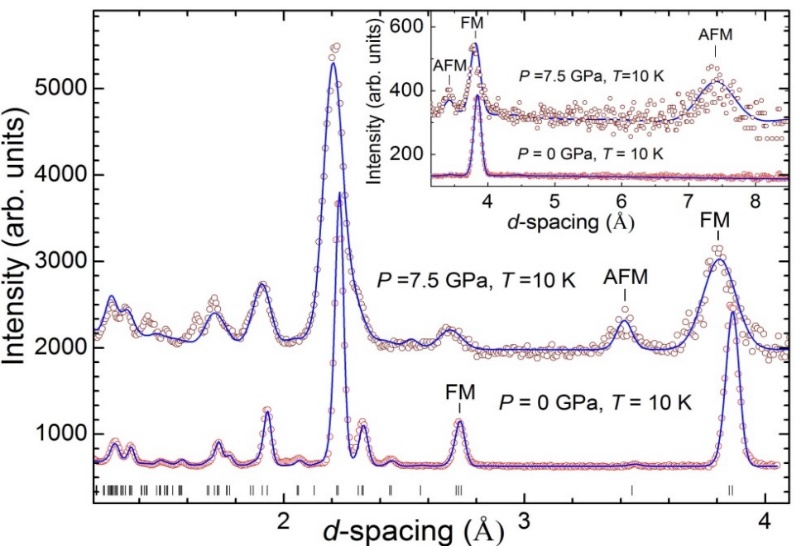 600
400
200
Intensity (arb. units)
FM
AFM
AFM
P =7.5 GPa, T=10 K
P = 0 GPa, T = 10 K
4
5
6
7
8
d-spacing (Å)
5000
4000
3000
2000
1000
Intensity (arb. units)
FM
AFM
P =7.5 GPa, T =10 K
FM
P = 0 GPa, T = 10 K
2
3
4
d-spacing (Å)